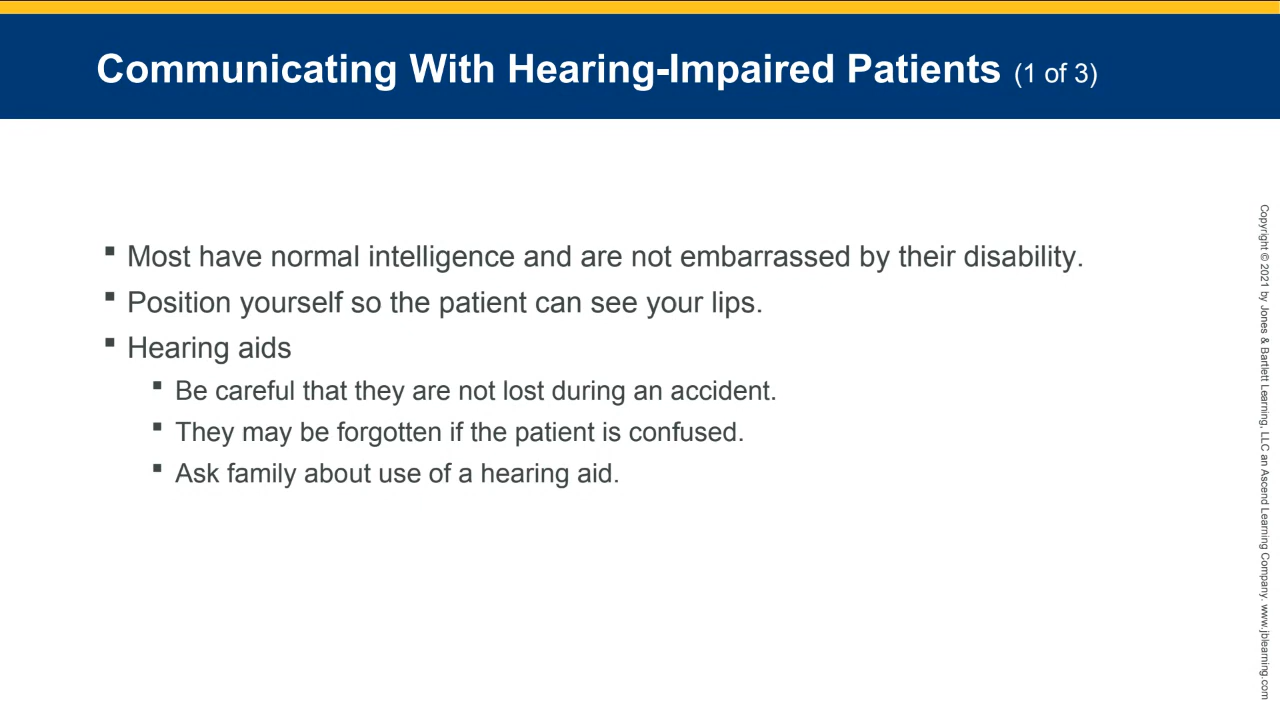 Communicating With Hearing-Impaired Patients (1 of 3)
▪ Most have normal intelligence and are not embarrassed by their disability.
▪ Position yourself so the patient can see your lips.
▪ Hearing aids
▪ Be careful that they are not lost during an accident.
▪ They may be forgotten if the patient is confused.
▪ Ask family about use of a hearing aid.
Copyright © 2021 by Jones & Bartlett Learning, LLC an Ascend Learning Company. www.jblearning.com